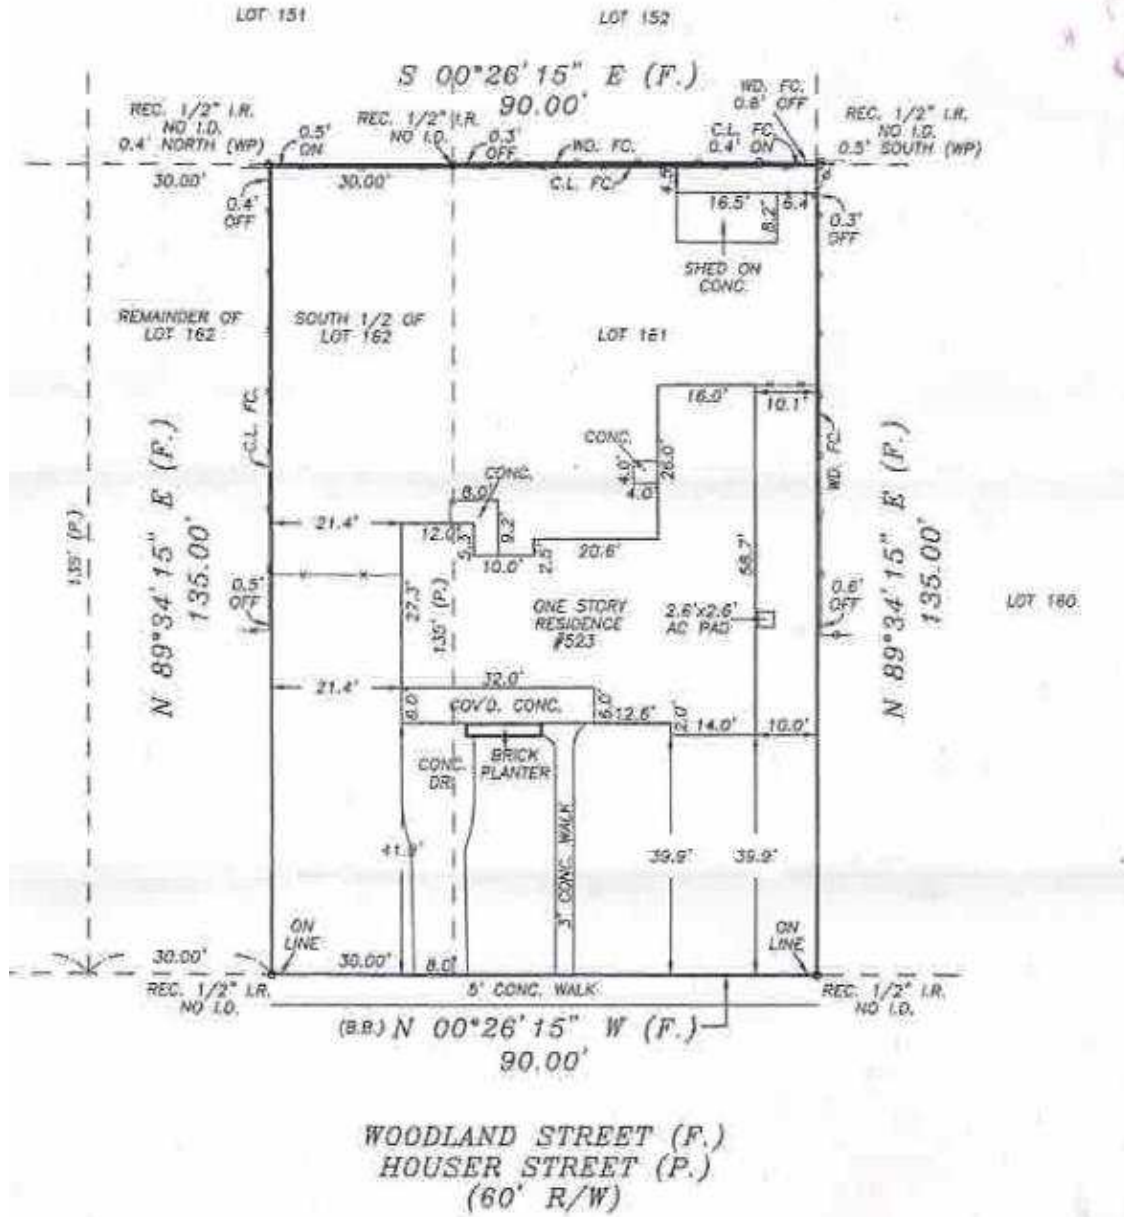 LOT 151
LOT 152
S 00°26'15" E (F.)
90.00'
WD. FC.
0.6' OFF
REC. 1/2" I.R.
NO I.D.
0.4' NORTH (WP)
0.5'
ON
REC. 1/2" I.R.
NO I.D.
0.3'
OFF
WD. FC.
C.L. FC.
0.4' ON
REC. 1/2" I.R.
NO I.D.
0.5' SOUTH (WP)
30.00'
30.00'
C.L. FC.
4.5'
16.5'
6.4'
8.2'
0.4'
OFF
0.3'
OFF
SHED ON
CONC.
REMAINDER OF
LOT 162
SOUTH 1/2 OF
LOT 162
LOT 161
16.0'
10.1'
C.L. FC.
WD. FC.
CONC.
4.0'
26.0'
4.0'
CONC.
8.0'
N 89°34'15" E (F.)
135.00'
135' (P.)
21.4'
12.0'
5.3'
9.2'
10.0'
2.5'
20.6'
58.7'
N 89°34'15" E (F.)
135.00'
0.5'
OFF
27.3'
135' (P.)
ONE STORY
RESIDENCE
#523
2.6'x2.6'
AC PAD
0.6'
OFF
LOT 160
21.4'
32.0'
6.0'
COV'D. CONC.
6.0'
12.6'
2.0'
14.0'
10.0'
CONC.
DR.
BRICK
PLANTER
3' CONC. WALK
39.9'
39.9'
ON
LINE
ON
LINE
30.00'
30.00'
8.0'
REC. 1/2" I.R.
NO I.D.
CONC. WALK
REC. 1/2" I.R.
NO I.D.
(B.B.) N 00°26'15" W (F.)
90.00'
WOODLAND STREET (F.)
HOUSER STREET (P.)
(60' R/W)